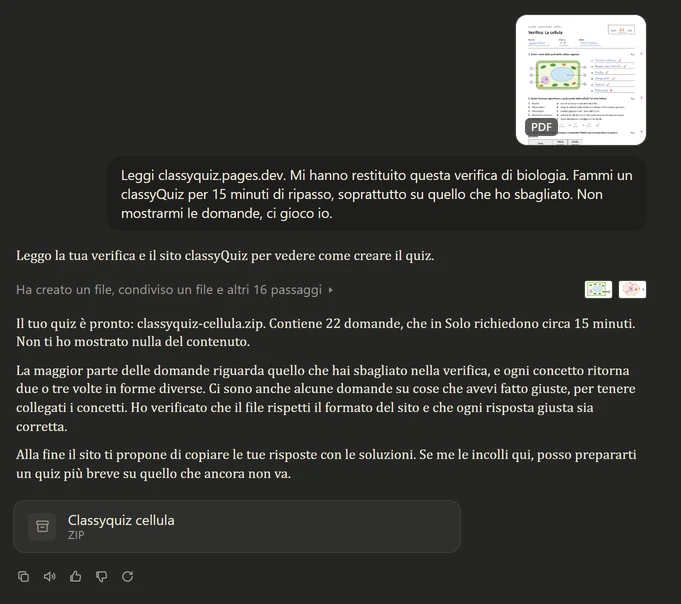 Verifica: La cellula
PDF
Leggi classyquiz.pages.dev. Mi hanno restituito questa verifica di biologia. Fammi un
classyQuiz per 15 minuti di ripasso, soprattutto su quello che ho sbagliato. Non
mostrarmi le domande, ci gioco io.
Leggo la tua verifica e il sito classyQuiz per vedere come creare il quiz.
Ha creato un file, condiviso un file e altri 16 passaggi
Il tuo quiz è pronto: classyquiz-cellula.zip. Contiene 22 domande, che in Solo richiedono circa 15 minuti.
Non ti ho mostrato nulla del contenuto.
La maggior parte delle domande riguarda quello che hai sbagliato nella verifica, e ogni concetto ritorna
due o tre volte in forme diverse. Ci sono anche alcune domande su cose che avevi fatto giuste, per tenere
collegati i concetti. Ho verificato che il file rispetti il formato del sito e che ogni risposta giusta sia
corretta.
Alla fine il sito ti propone di copiare le tue risposte con le soluzioni. Se me le incolli qui, posso prepararti
un quiz più breve su quello che ancora non va.
Classyquiz cellula
ZIP